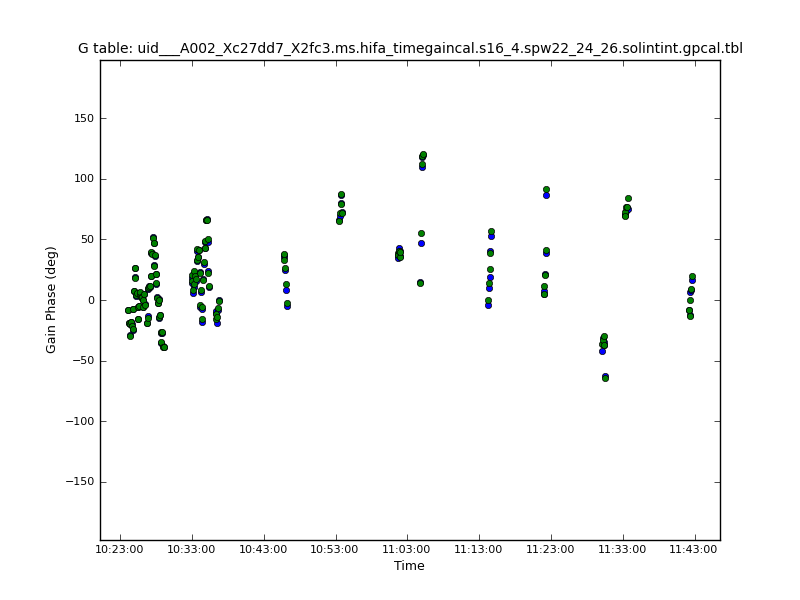 G table: uid___A002_Xc27dd7_X2fc3.ms.hifa_timegaincal.s16_4.spw22_24_26.solintint.gpcal.tbl
150
100
50
0
−50
−100
−150
Gain Phase (deg)
10:23:00 10:33:00 10:43:00 10:53:00 11:03:00 11:13:00 11:23:00 11:33:00 11:43:00
Time